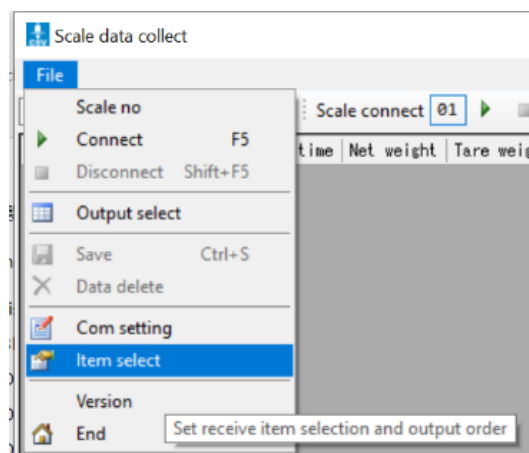 Scale data collect
File
Scale connect 01
time Net weight Tare
Scale no
Connect F5
Disconnect Shift+F5
Output select
Save Ctrl+S
Data delete
Com setting
Item select
Version
End
Set receive item selection and output order